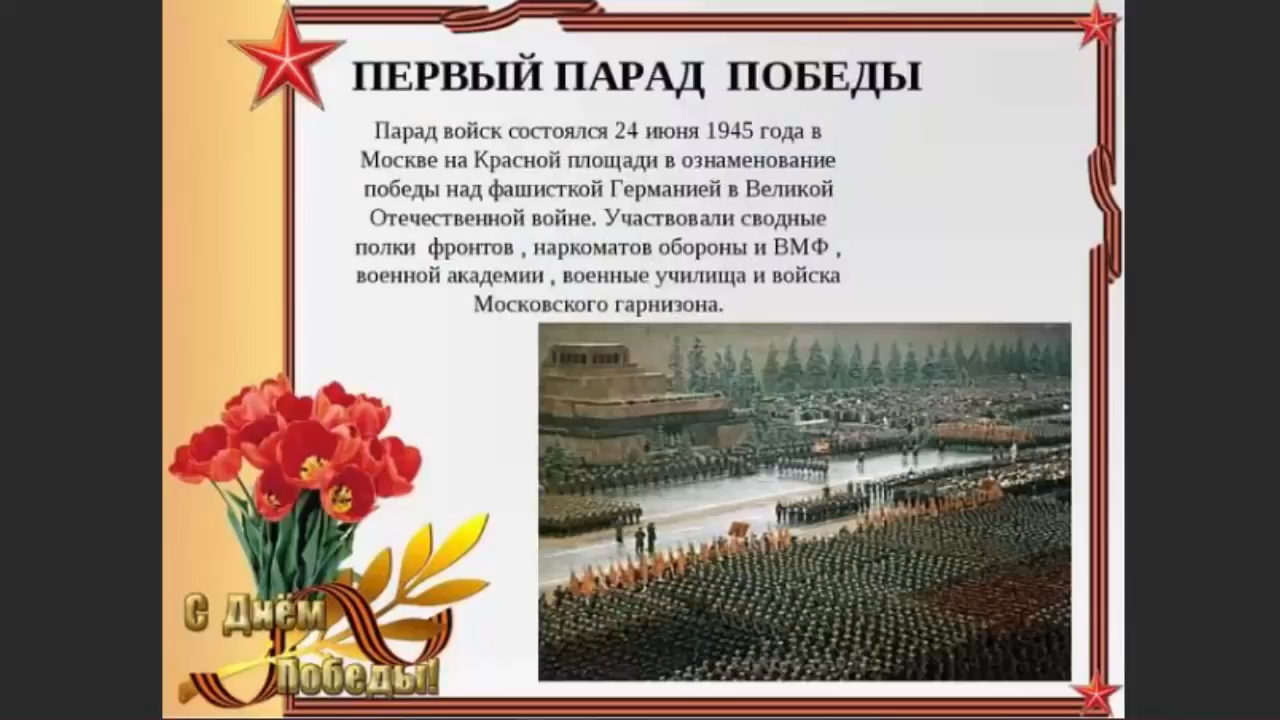 ПЕРВЫЙ ПАРАД ПОБЕДЫ
Парад войск состоялся 24 июня 1945 года в
Москве на Красной площади в ознаменование
победы над фашисткой Германией в Великой
Отечественной войне. Участвовали сводные
полки фронтов , наркоматов обороны и ВМФ ,
военной академии , военные училища и войска
Московского гарнизона.
С Днём
Победы!